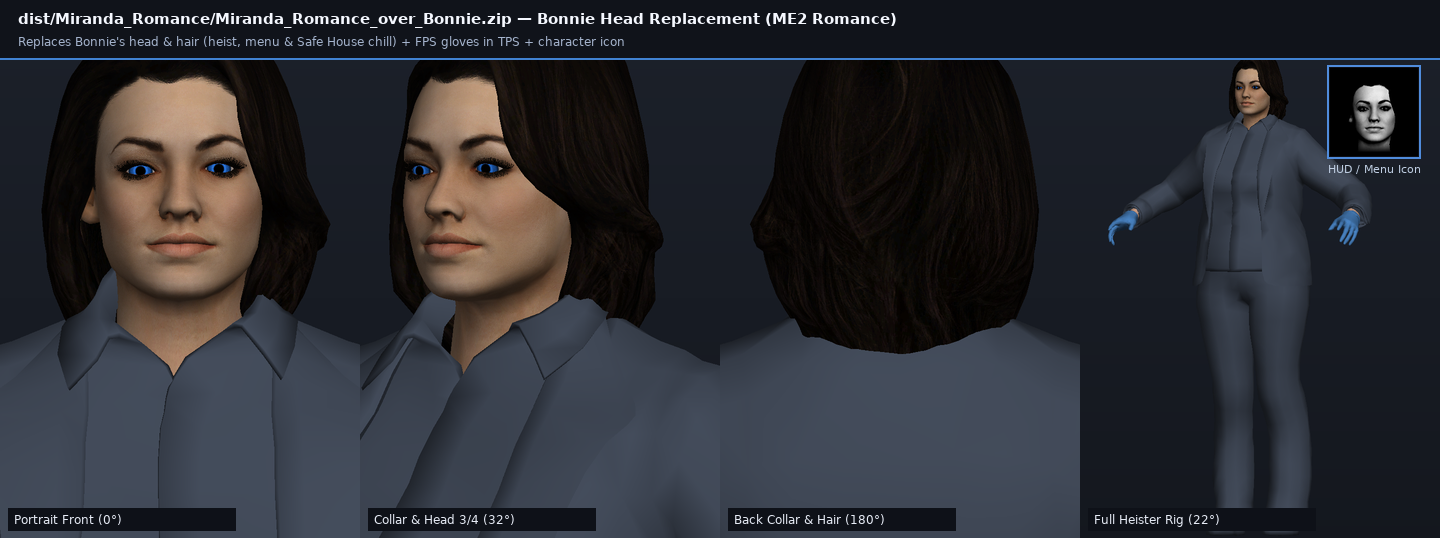 dist/Miranda_Romance/Miranda_Romance_over_Bonnie.zip — Bonnie Head Replacement (ME2 Romance)
Replaces Bonnie's head & hair (heist, menu & Safe House chill) + FPS gloves in TPS + character icon
HUD / Menu Icon
Portrait Front (0°)
Collar & Head 3/4 (32°)
Back Collar & Hair (180°)
Full Heister Rig (22°)